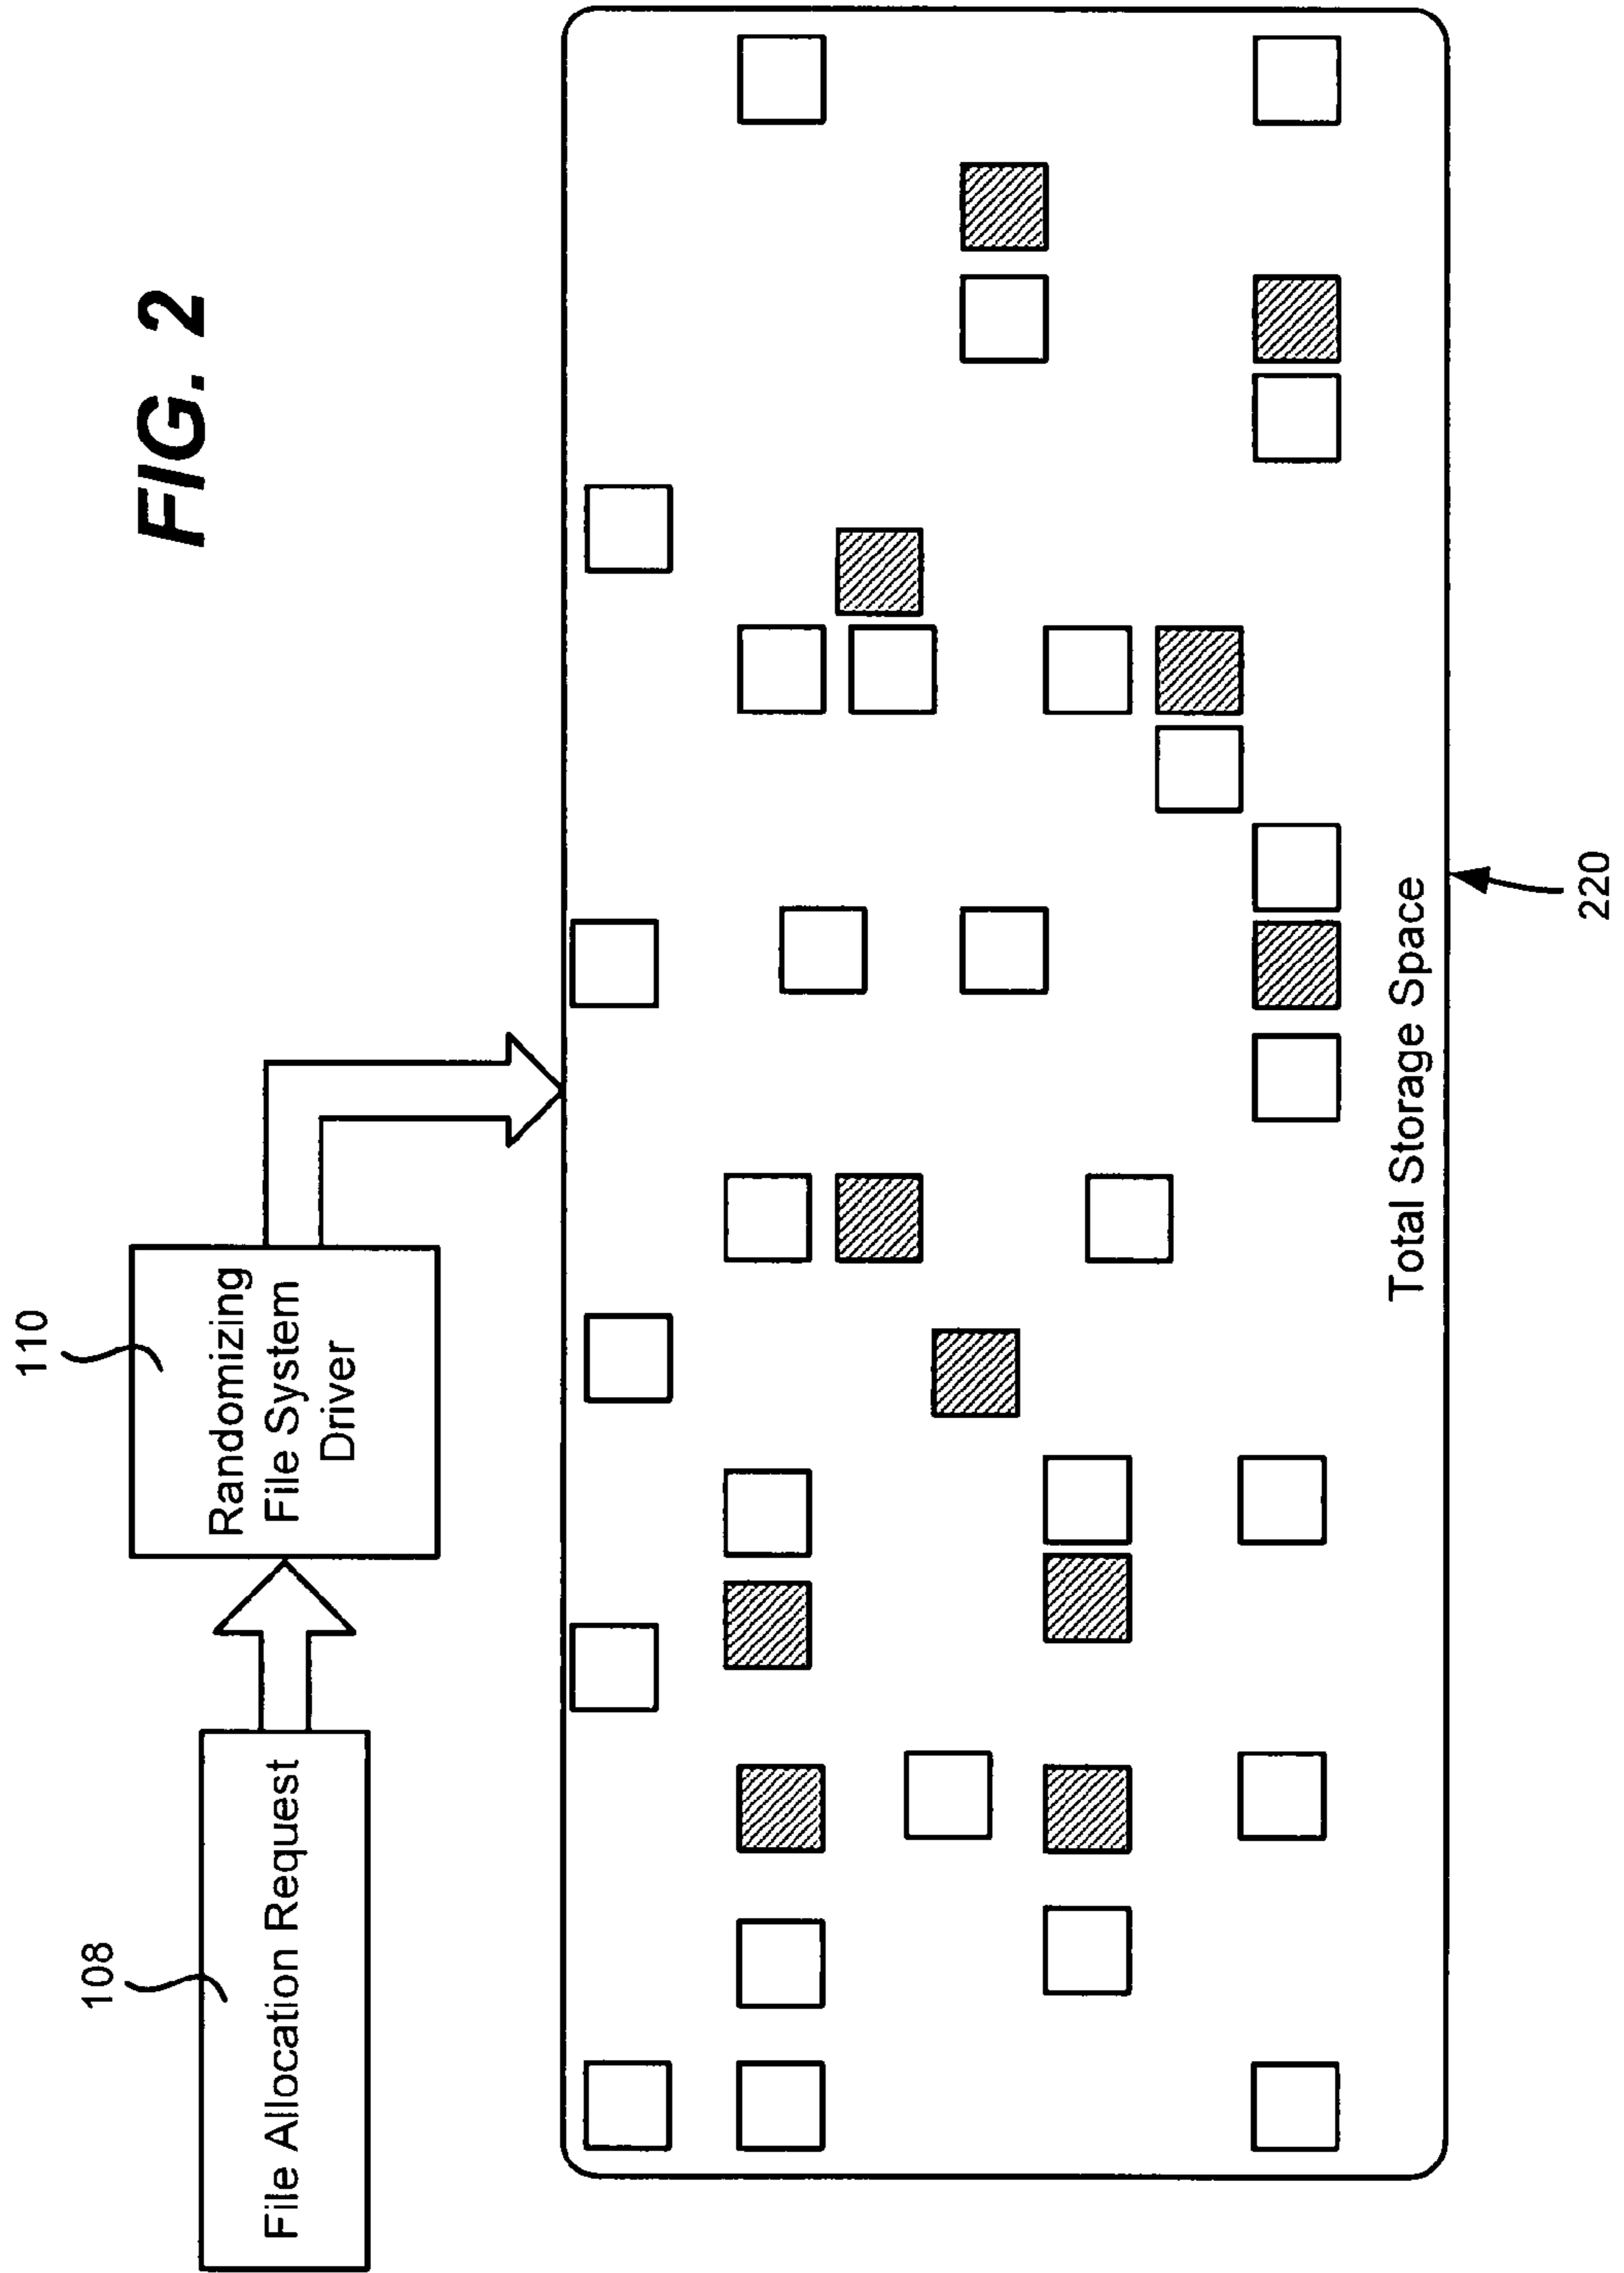 FIG. 2
108
File Allocation Request
110
Randomizing
File System
Driver
Total Storage Space
220